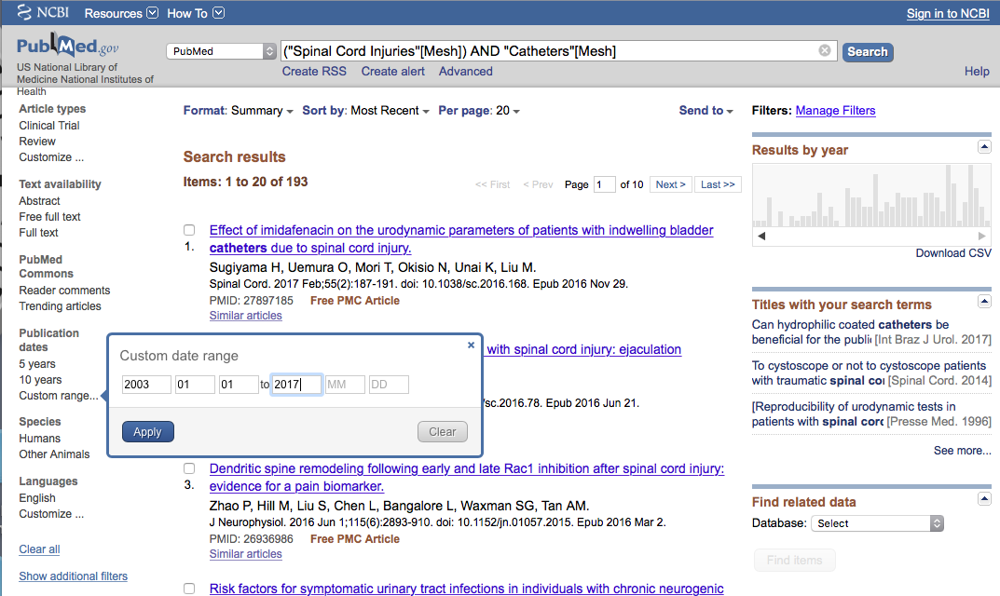 NCBI Resources How To Sign in to NCBI
PubMed.gov
US National Library of
Medicine National Institutes of
Health
PubMed
("Spinal Cord Injuries"[Mesh]) AND "Catheters"[Mesh]
Search
Create RSS Create alert Advanced
Help
Article types
Clinical Trial
Review
Customize ...
Text availability
Abstract
Free full text
Full text
PubMed
Commons
Reader comments
Trending articles
Publication
dates
5 years
10 years
Custom range...
Species
Humans
Other Animals
Languages
English
Customize ...
Clear all
Show additional filters
Format: Summary Sort by: Most Recent Per page: 20
Send to
Search results
Items: 1 to 20 of 193
<< First < Prev Page 1 of 10 Next > Last >>
Effect of imidafenacin on the urodynamic parameters of patients with indwelling bladder
1. catheters due to spinal cord injury.
Sugiyama H, Uemura O, Mori T, Okisio N, Unai K, Liu M.
Spinal Cord. 2017 Feb;55(2):187-191. doi: 10.1038/sc.2016.168. Epub 2016 Nov 29.
PMID: 27897185 Free PMC Article
Similar articles
with spinal cord injury: ejaculation
/sc.2016.78. Epub 2016 Jun 21.
Custom date range
×
2003 01 01 to 2017 MM DD
Apply Clear
Dendritic spine remodeling following early and late Rac1 inhibition after spinal cord injury:
3. evidence for a pain biomarker.
Zhao P, Hill M, Liu S, Chen L, Bangalore L, Waxman SG, Tan AM.
J Neurophysiol. 2016 Jun 1;115(6):2893-910. doi: 10.1152/jn.01057.2015. Epub 2016 Mar 2.
PMID: 26936986 Free PMC Article
Similar articles
Risk factors for symptomatic urinary tract infections in individuals with chronic neurogenic
Filters: Manage Filters
Results by year
Download CSV
Titles with your search terms
Can hydrophilic coated catheters be
beneficial for the public [Int Braz J Urol. 2017]
To cystoscope or not to cystoscope patients
with traumatic spinal co [Spinal Cord. 2014]
[Reproducibility of urodynamic tests in
patients with spinal cord [Presse Med. 1996]
See more...
Find related data
Database: Select
Find items